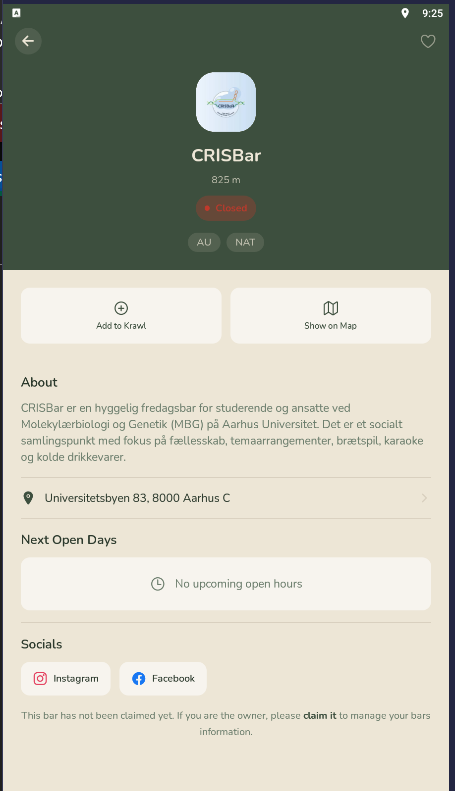 A
9:25
CRISBar
CRISBar
825 m
Closed
AU NAT
Add to Krawl Show on Map
About
CRISBar er en hyggelig fredagsbar for studerende og ansatte ved
Molekylærbiologi og Genetik (MBG) på Aarhus Universitet. Det er et socialt
samlingspunkt med fokus på fællesskab, temaarrangementer, brætspil, karaoke
og kolde drikkevarer.
Universitetsbyen 83, 8000 Aarhus C
Next Open Days
No upcoming open hours
Socials
Instagram Facebook
This bar has not been claimed yet. If you are the owner, please claim it to manage your bars
information.